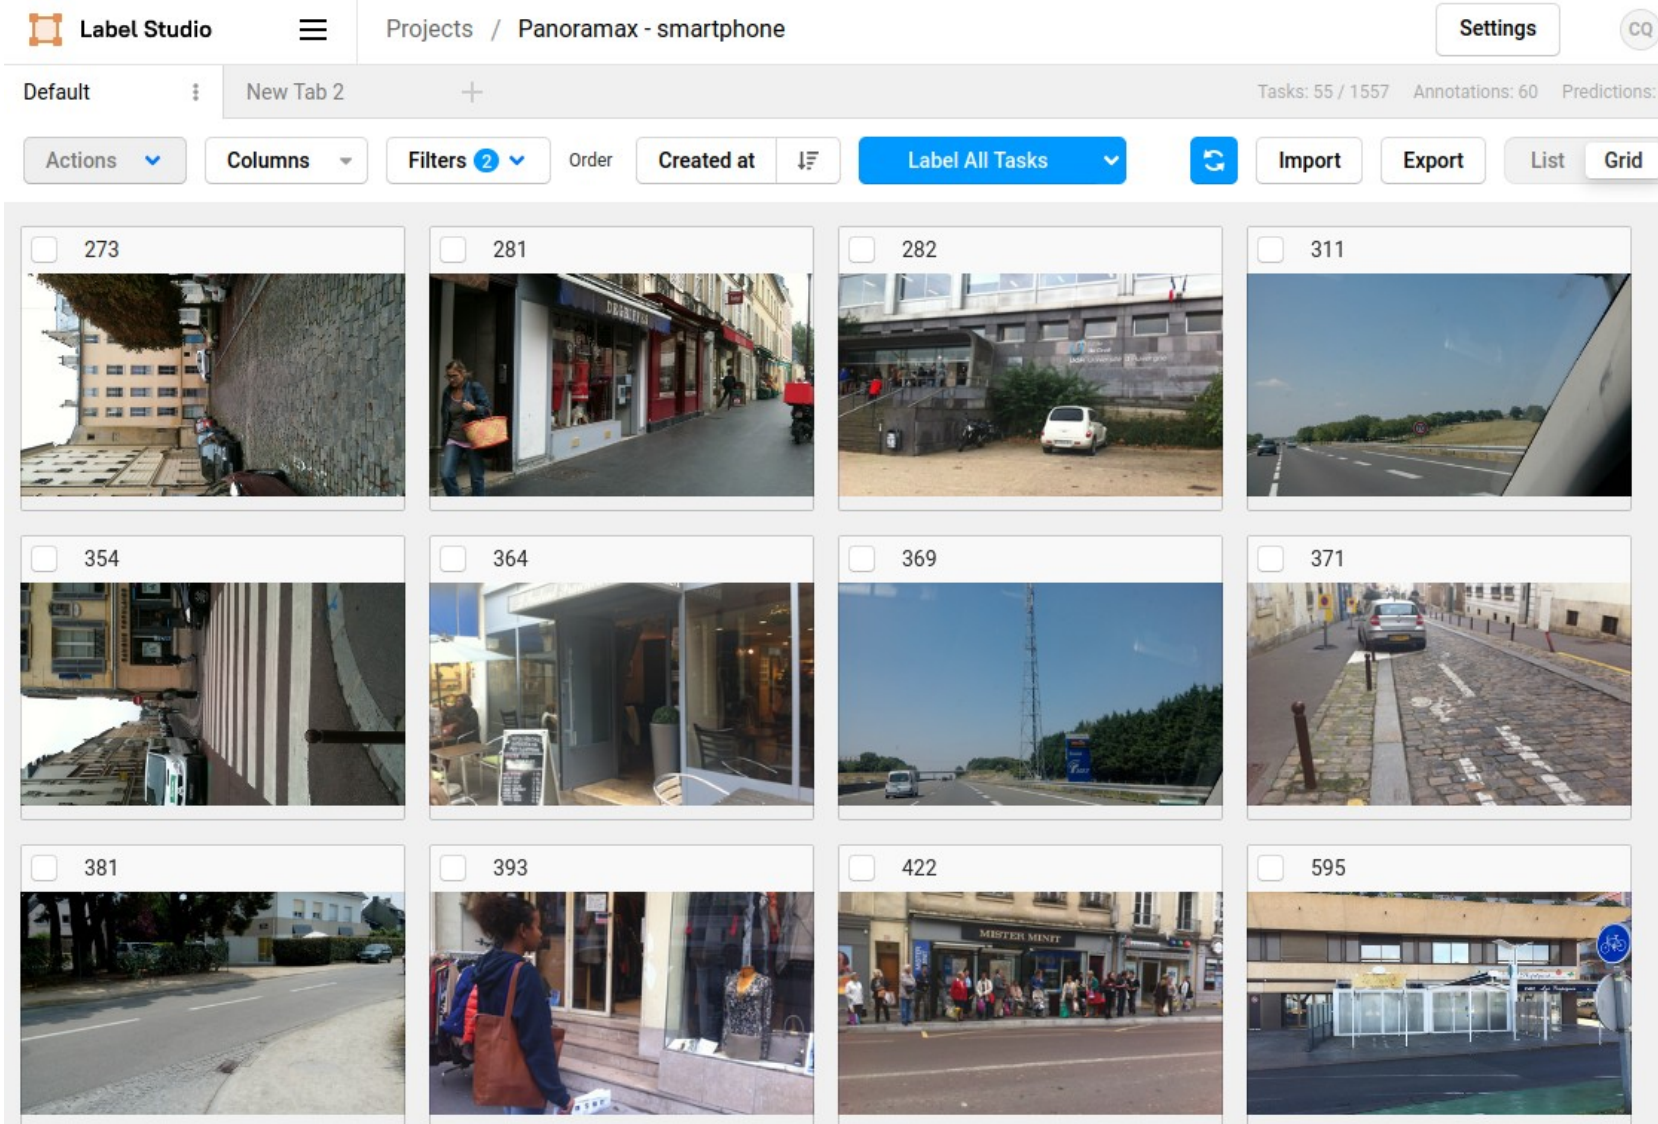 Label Studio
Projects / Panoramax - smartphone
Settings
CQ
Default
New Tab 2
Tasks: 55 / 1557 Annotations: 60 Predictions:
Actions
Columns
Filters 2
Order
Created at
Label All Tasks
Import
Export
List
Grid
273
281
282
311
354
364
369
371
381
393
422
MISTER MINIT
595